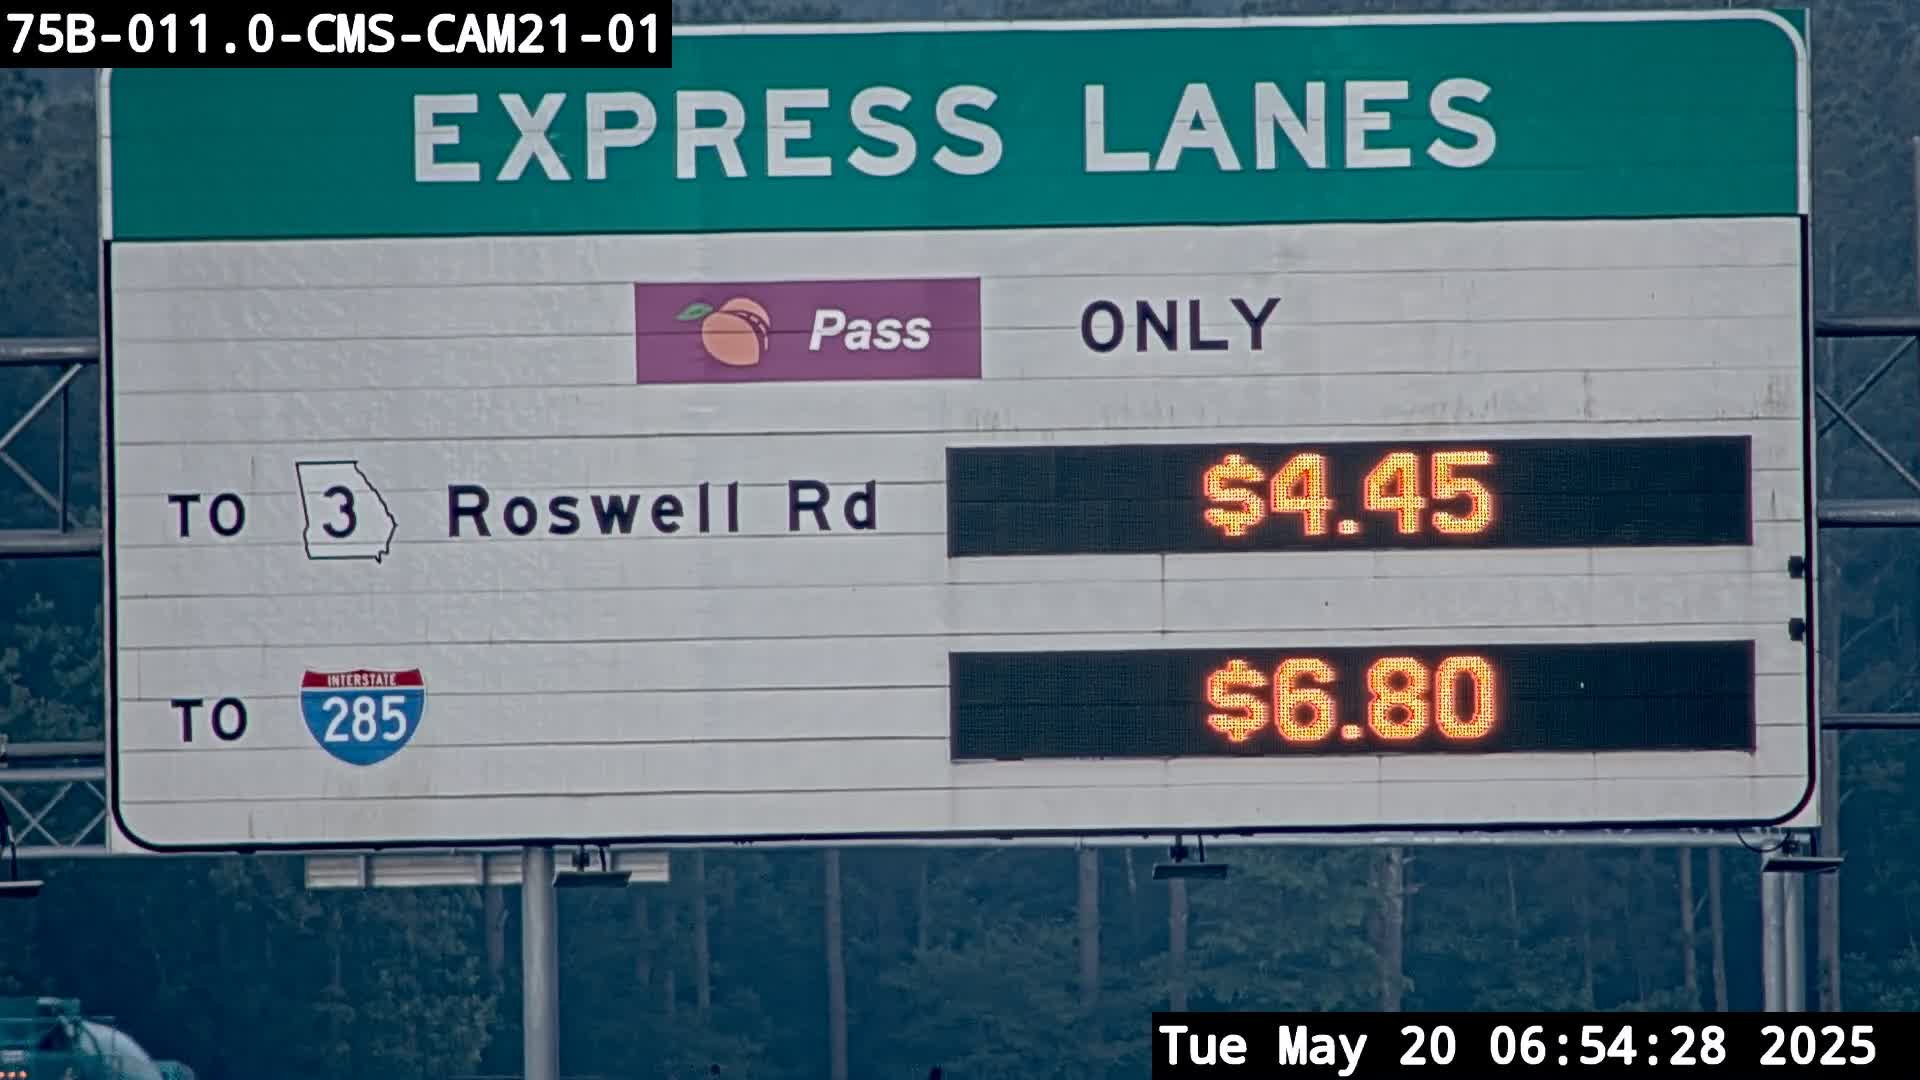 75B-011.0-CMS-CAM21-01
EXPRESS LANES
Pass ONLY
TO 3 Roswell Rd $4.45
TO INTERSTATE 285 $6.80
Tue May 20 06:54:28 2025